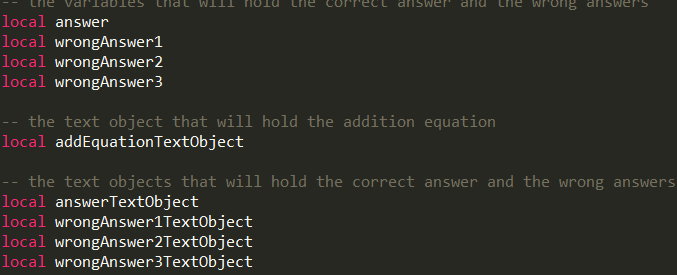 -- the variables that will hold the correct answer and the wrong answers
local answer
local wrongAnswer1
local wrongAnswer2
local wrongAnswer3
-- the text object that will hold the addition equation
local addEquationTextObject
-- the text objects that will hold the correct answer and the wrong answers
local answerTextObject
local wrongAnswer1TextObject
local wrongAnswer2TextObject
local wrongAnswer3TextObject